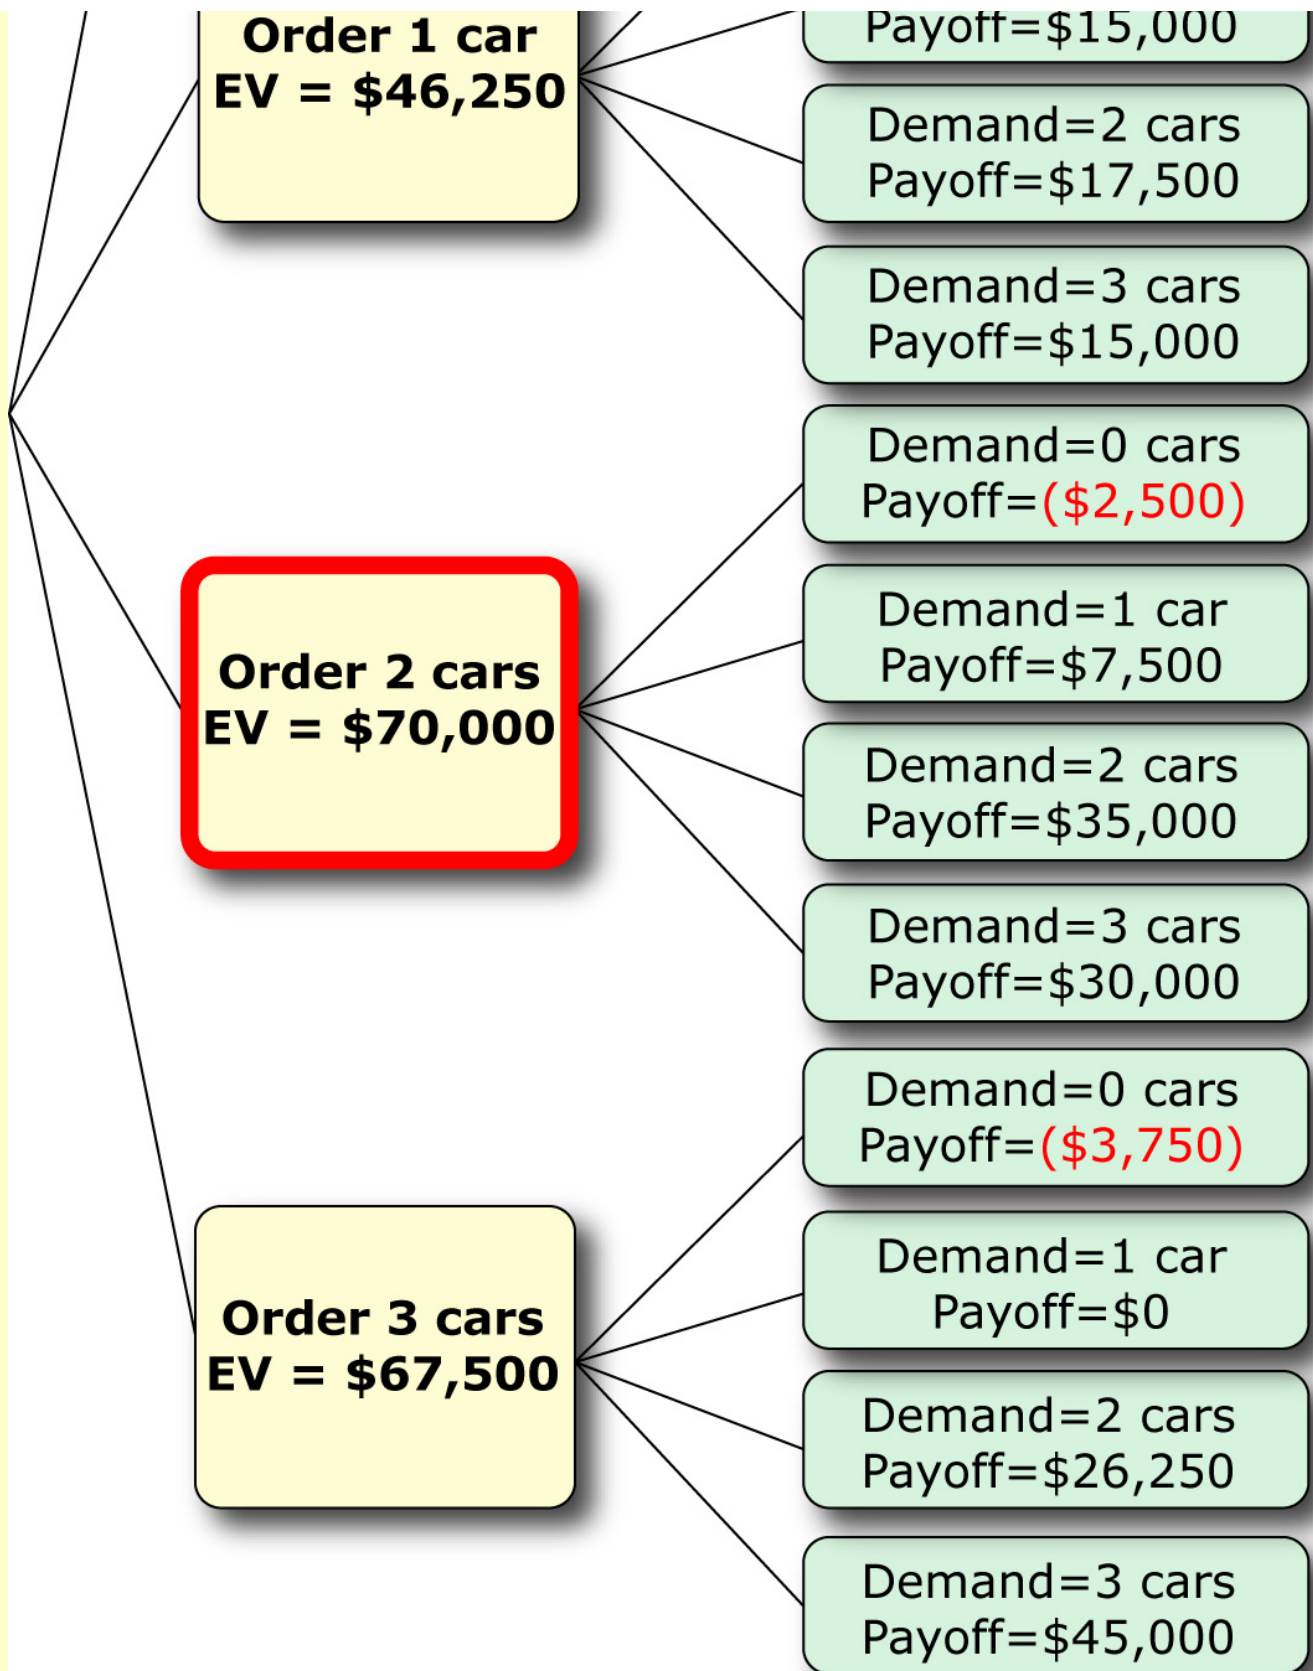 Order 1 car
EV = $46,250
Payoff=$15,000
Demand=2 cars
Payoff=$17,500
Demand=3 cars
Payoff=$15,000
Order 2 cars
EV = $70,000
Demand=0 cars
Payoff=($2,500)
Demand=1 car
Payoff=$7,500
Demand=2 cars
Payoff=$35,000
Demand=3 cars
Payoff=$30,000
Order 3 cars
EV = $67,500
Demand=0 cars
Payoff=($3,750)
Demand=1 car
Payoff=$0
Demand=2 cars
Payoff=$26,250
Demand=3 cars
Payoff=$45,000